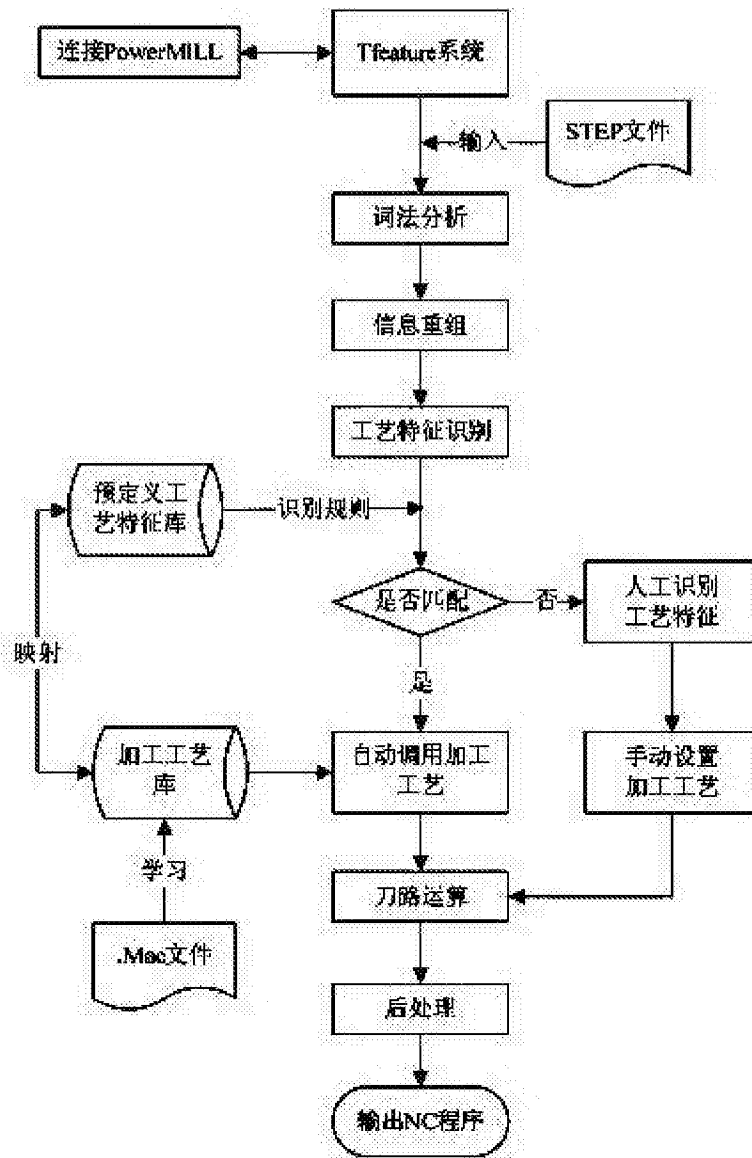 连接PowerMILL
Tfeature系统
输入
STEP文件
词法分析
信息重组
工艺特征识别
预定义工
艺特征库
识别规则
是否匹配
否
人工识别
工艺特征
映射
是
加工工艺
库
自动调用加工
工艺
手动设置
加工工艺
学习
刀路运算
.Mac文件
后处理
输出NC程序